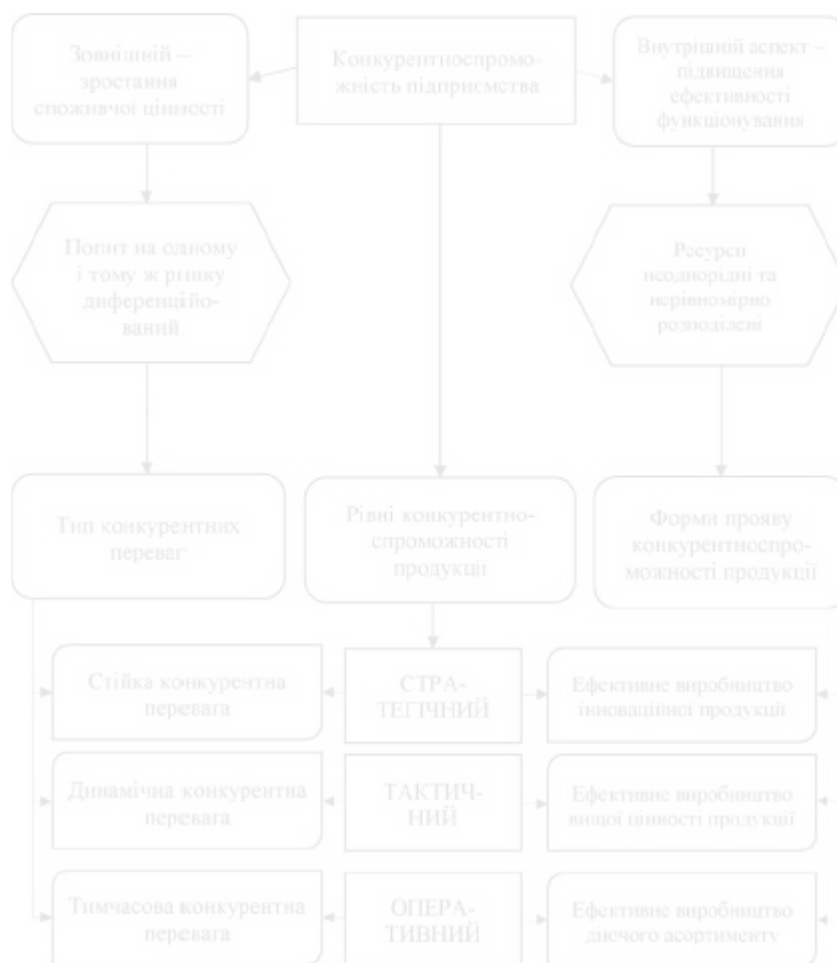 Зовнішній –
зростання
споживчої цінності
Конкурентноспромо-
жність підприємства
Внутрішній аспект –
підвищення
ефективності
функціонування
Попит на одному
і тому ж ринку
диференційо-
ваний
Ресурси
неоднорідні та
нерівномірно
розподілені
Тип конкурентних
переваг
Рівні конкурентно-
спроможності
продукції
Форми прояву
конкурентноспро-
можності продукції
Стійка конкурентна
перевага
СТРА-
ТЕГІЧНИЙ
Ефективне виробництво
інноваційної продукції
Динамічна конкурентна
перевага
ТАКТИЧ-
НИЙ
Ефективне виробництво
вищої цінності продукції
Тимчасова конкурентна
перевага
ОПЕРА-
ТИВНИЙ
Ефективне виробництво
діючого асортименту